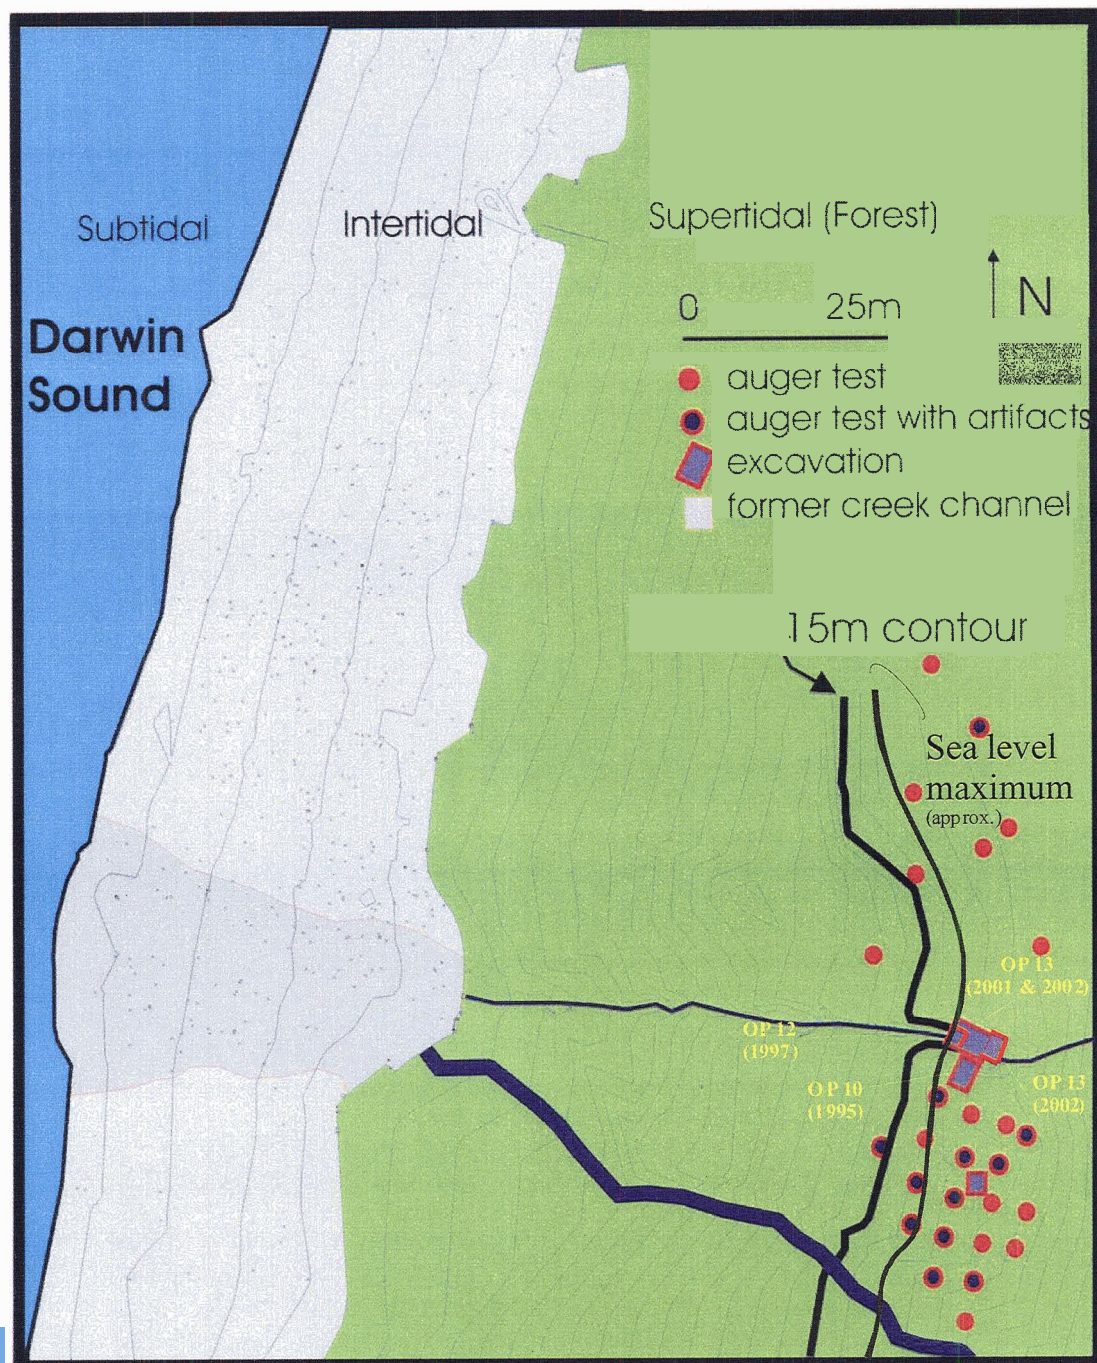 Subtidal
Intertidal
Supertidal (Forest)
Darwin
Sound
0 25m
N
auger test
auger test with artifacts
excavation
former creek channel
15m contour
Sea level
maximum
(approx.)
OP 13
(2001 & 2002)
OP 12
(1997)
OP 10
(1995)
OP 13
(2002)